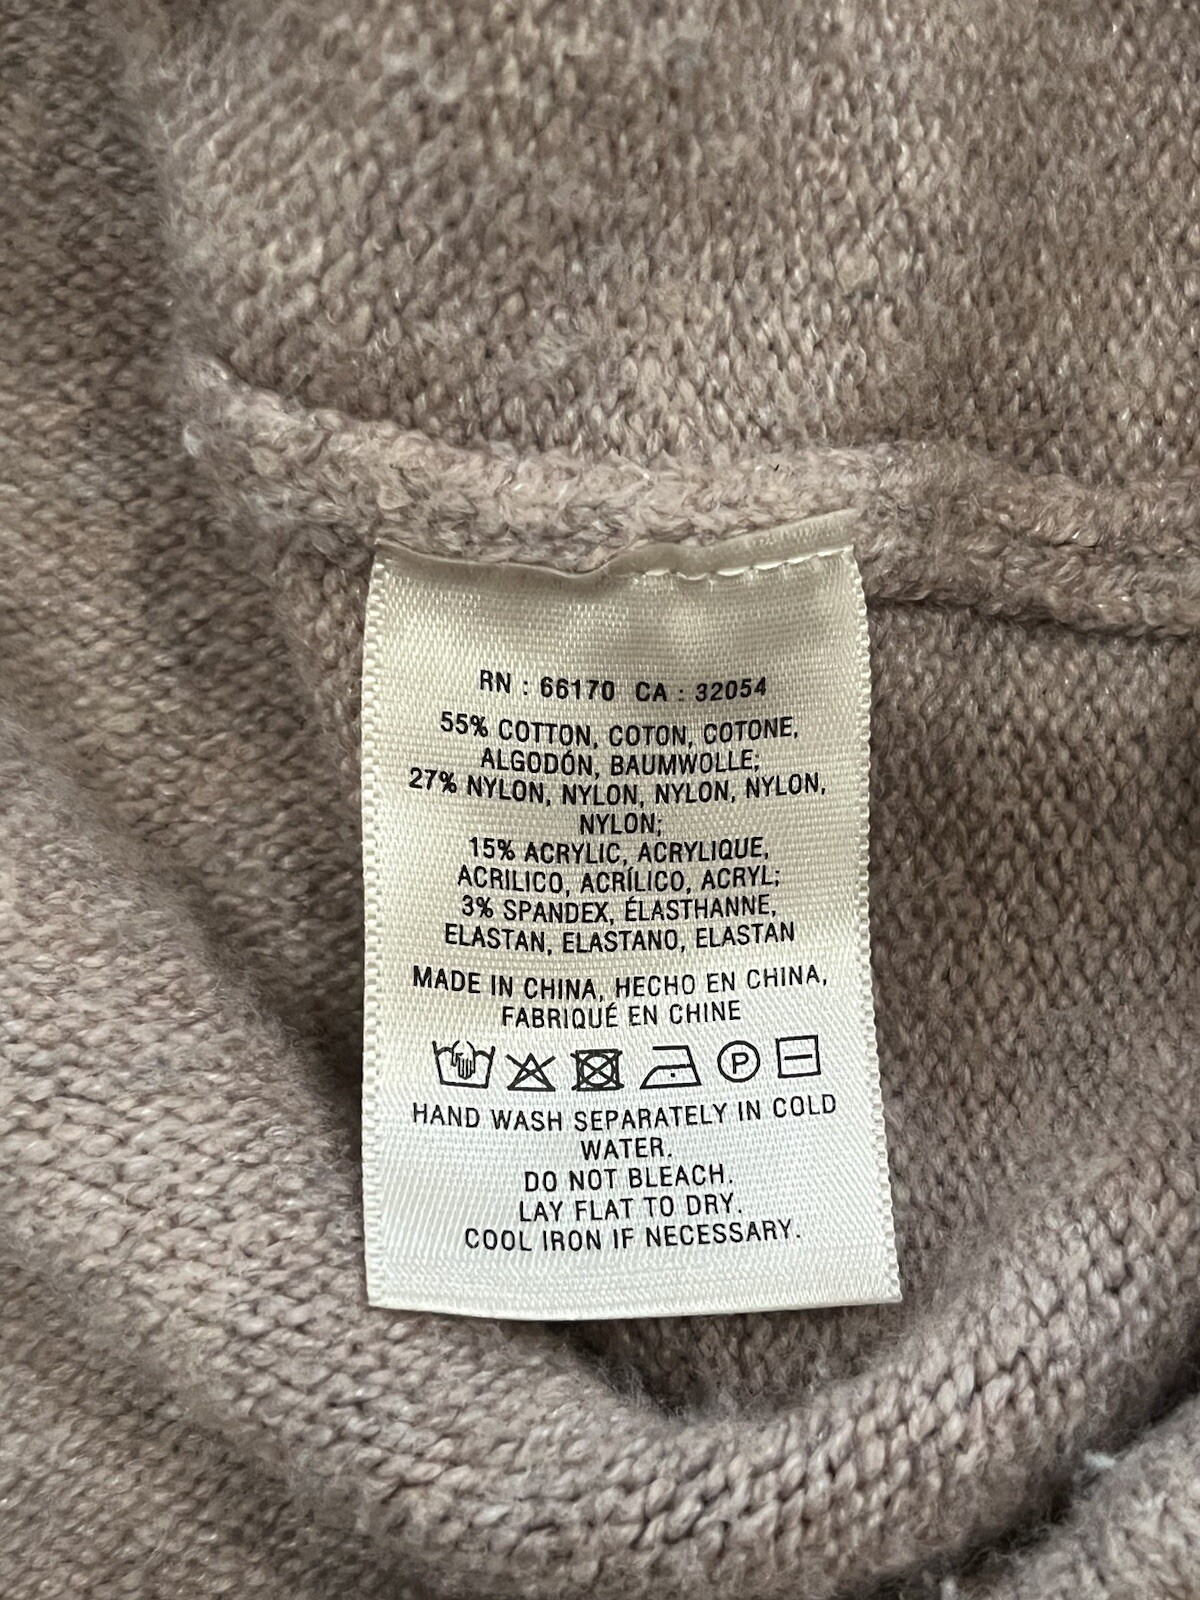 RN : 66170 CA : 32054
55% COTTON, COTON, COTONE,
ALGODÓN, BAUMWOLLE;
27% NYLON, NYLON, NYLON, NYLON,
NYLON;
15% ACRYLIC, ACRYLIQUE,
ACRILICO, ACRÍLICO, ACRYL;
3% SPANDEX, ÉLASTHANNE,
ELASTAN, ELASTANO, ELASTAN
MADE IN CHINA, HECHO EN CHINA,
FABRIQUÉ EN CHINE
P
HAND WASH SEPARATELY IN COLD
WATER.
DO NOT BLEACH.
LAY FLAT TO DRY.
COOL IRON IF NECESSARY.